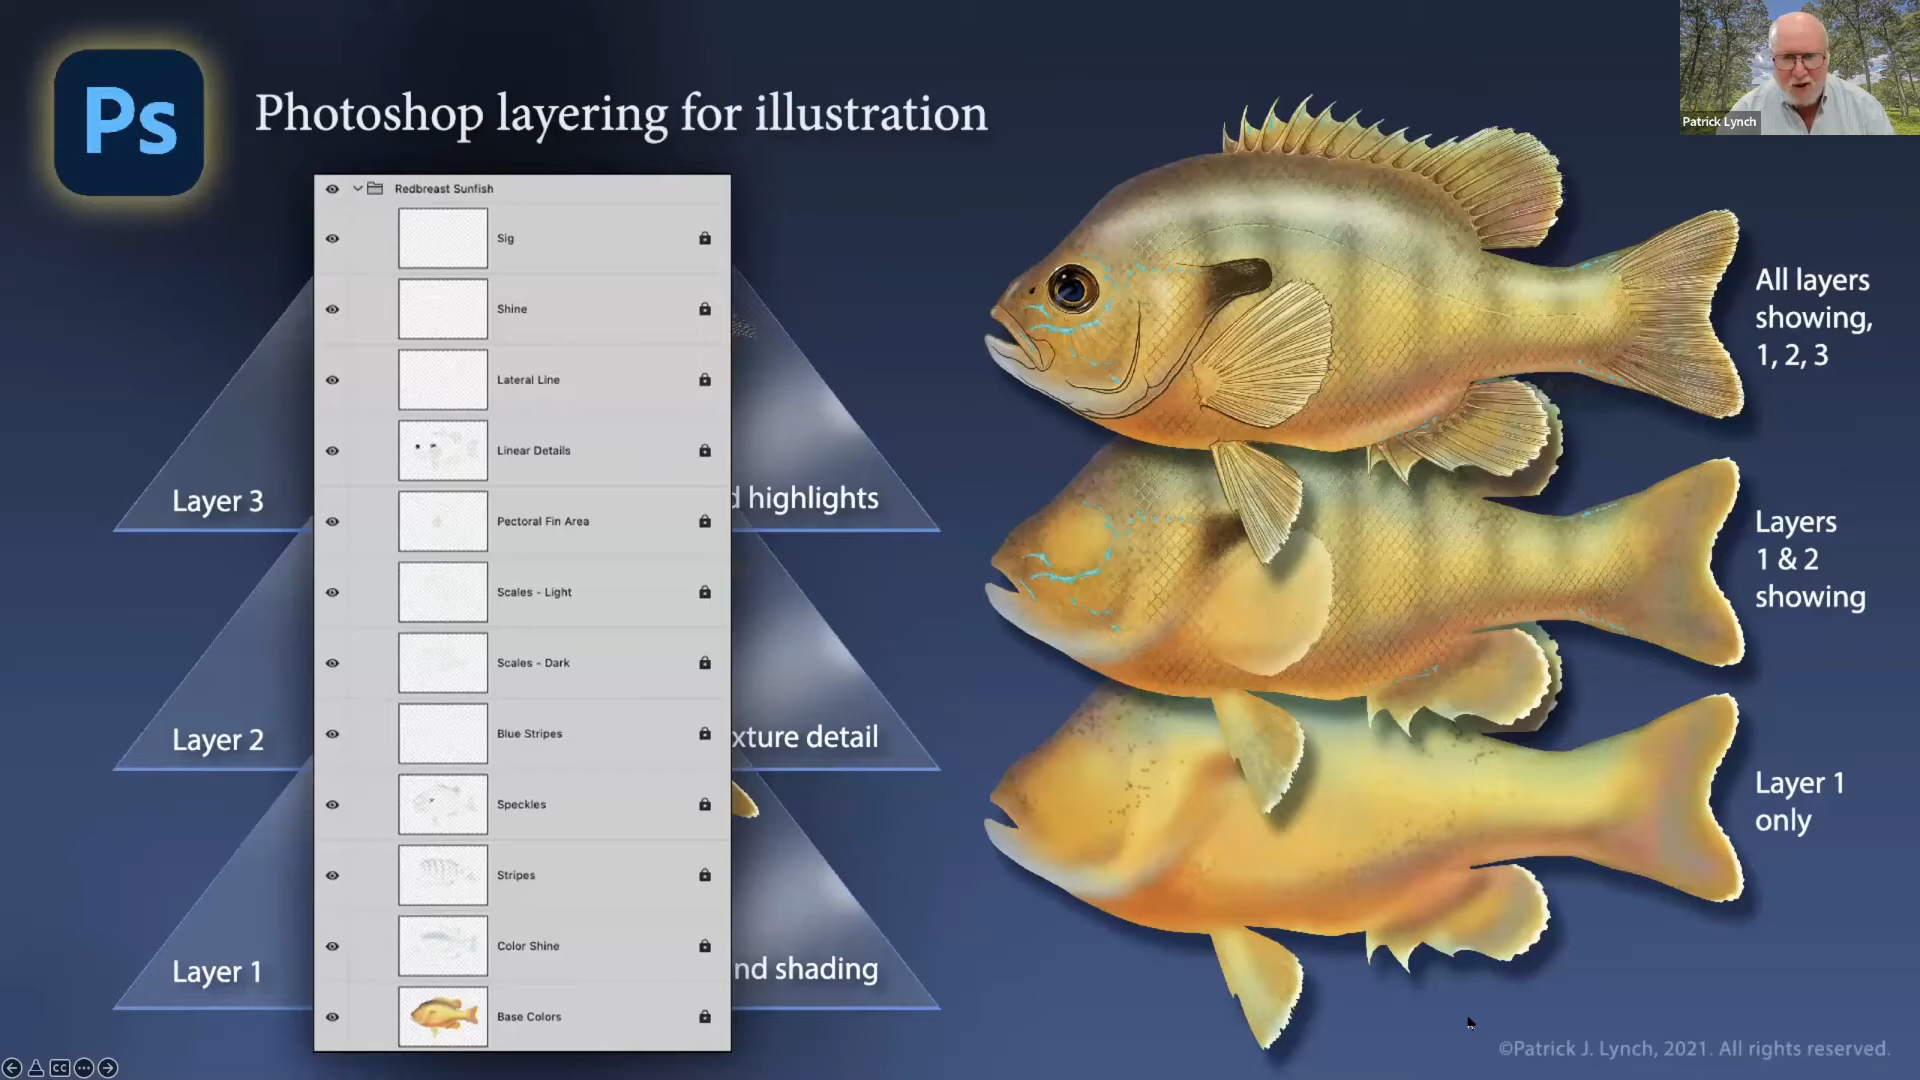 Ps
Photoshop layering for illustration
Patrick Lynch
Redbreast Sunfish
Sig
Shine
Lateral Line
Linear Details
Pectoral Fin Area
Scales - Light
Scales - Dark
Blue Stripes
Speckles
Stripes
Color Shine
Base Colors
Layer 3
d highlights
Layer 2
xture detail
Layer 1
nd shading
All layers
showing,
1, 2, 3
Layers
1 & 2
showing
Layer 1
only
©Patrick J. Lynch, 2021. All rights reserved.
CC